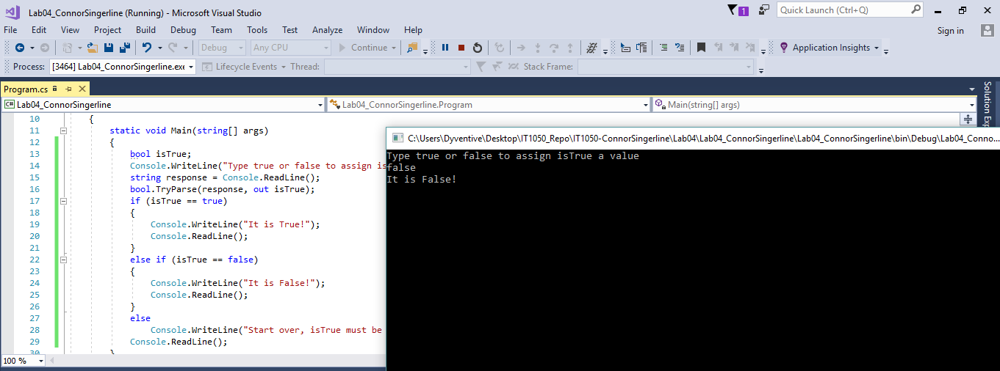 Lab04_ConnorSingerline (Running) - Microsoft Visual Studio
1
Quick Launch (Ctrl+Q)
File Edit View Project Build Debug Team Tools Test Analyze Window Help
Sign in
Debug Any CPU Continue Application Insights
Process: [3464] Lab04_ConnorSingerline.exe Lifecycle Events Thread: Stack Frame:
Program.cs
C# Lab04_ConnorSingerline Lab04_ConnorSingerline.Program Main(string[] args)
Solution
10 {
11 static void Main(string[] args)
12 {
13 bool isTrue;
14 Console.WriteLine("Type true or false to assign is
15 string response = Console.ReadLine();
16 bool.TryParse(response, out isTrue);
17 if (isTrue == true)
18 {
19 Console.WriteLine("It is True!");
20 Console.ReadLine();
21 }
22 else if (isTrue == false)
23 {
24 Console.WriteLine("It is False!");
25 Console.ReadLine();
26 }
27 else
28 Console.WriteLine("Start over, isTrue must be
29 Console.ReadLine();
30 }
100 %
C:\Users\Dyventive\Desktop\IT1050_Repo\IT1050-ConnorSingerline\Lab04\Lab04_ConnorSingerline\Lab04_ConnorSingerline\bin\Debug\Lab04_Conno...
Type true or false to assign isTrue a value
false
It is False!